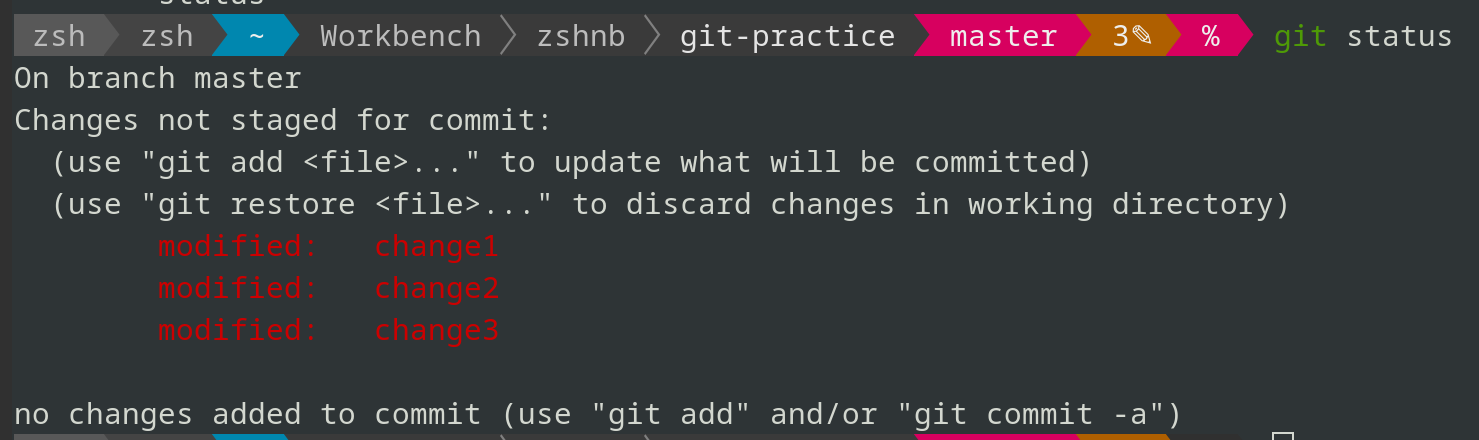 status
zsh zsh ~ Workbench zshnb git-practice master 3✎ % git status
On branch master
Changes not staged for commit:
  (use "git add <file>..." to update what will be committed)
  (use "git restore <file>..." to discard changes in working directory)
        modified:   change1
        modified:   change2
        modified:   change3
no changes added to commit (use "git add" and/or "git commit -a")